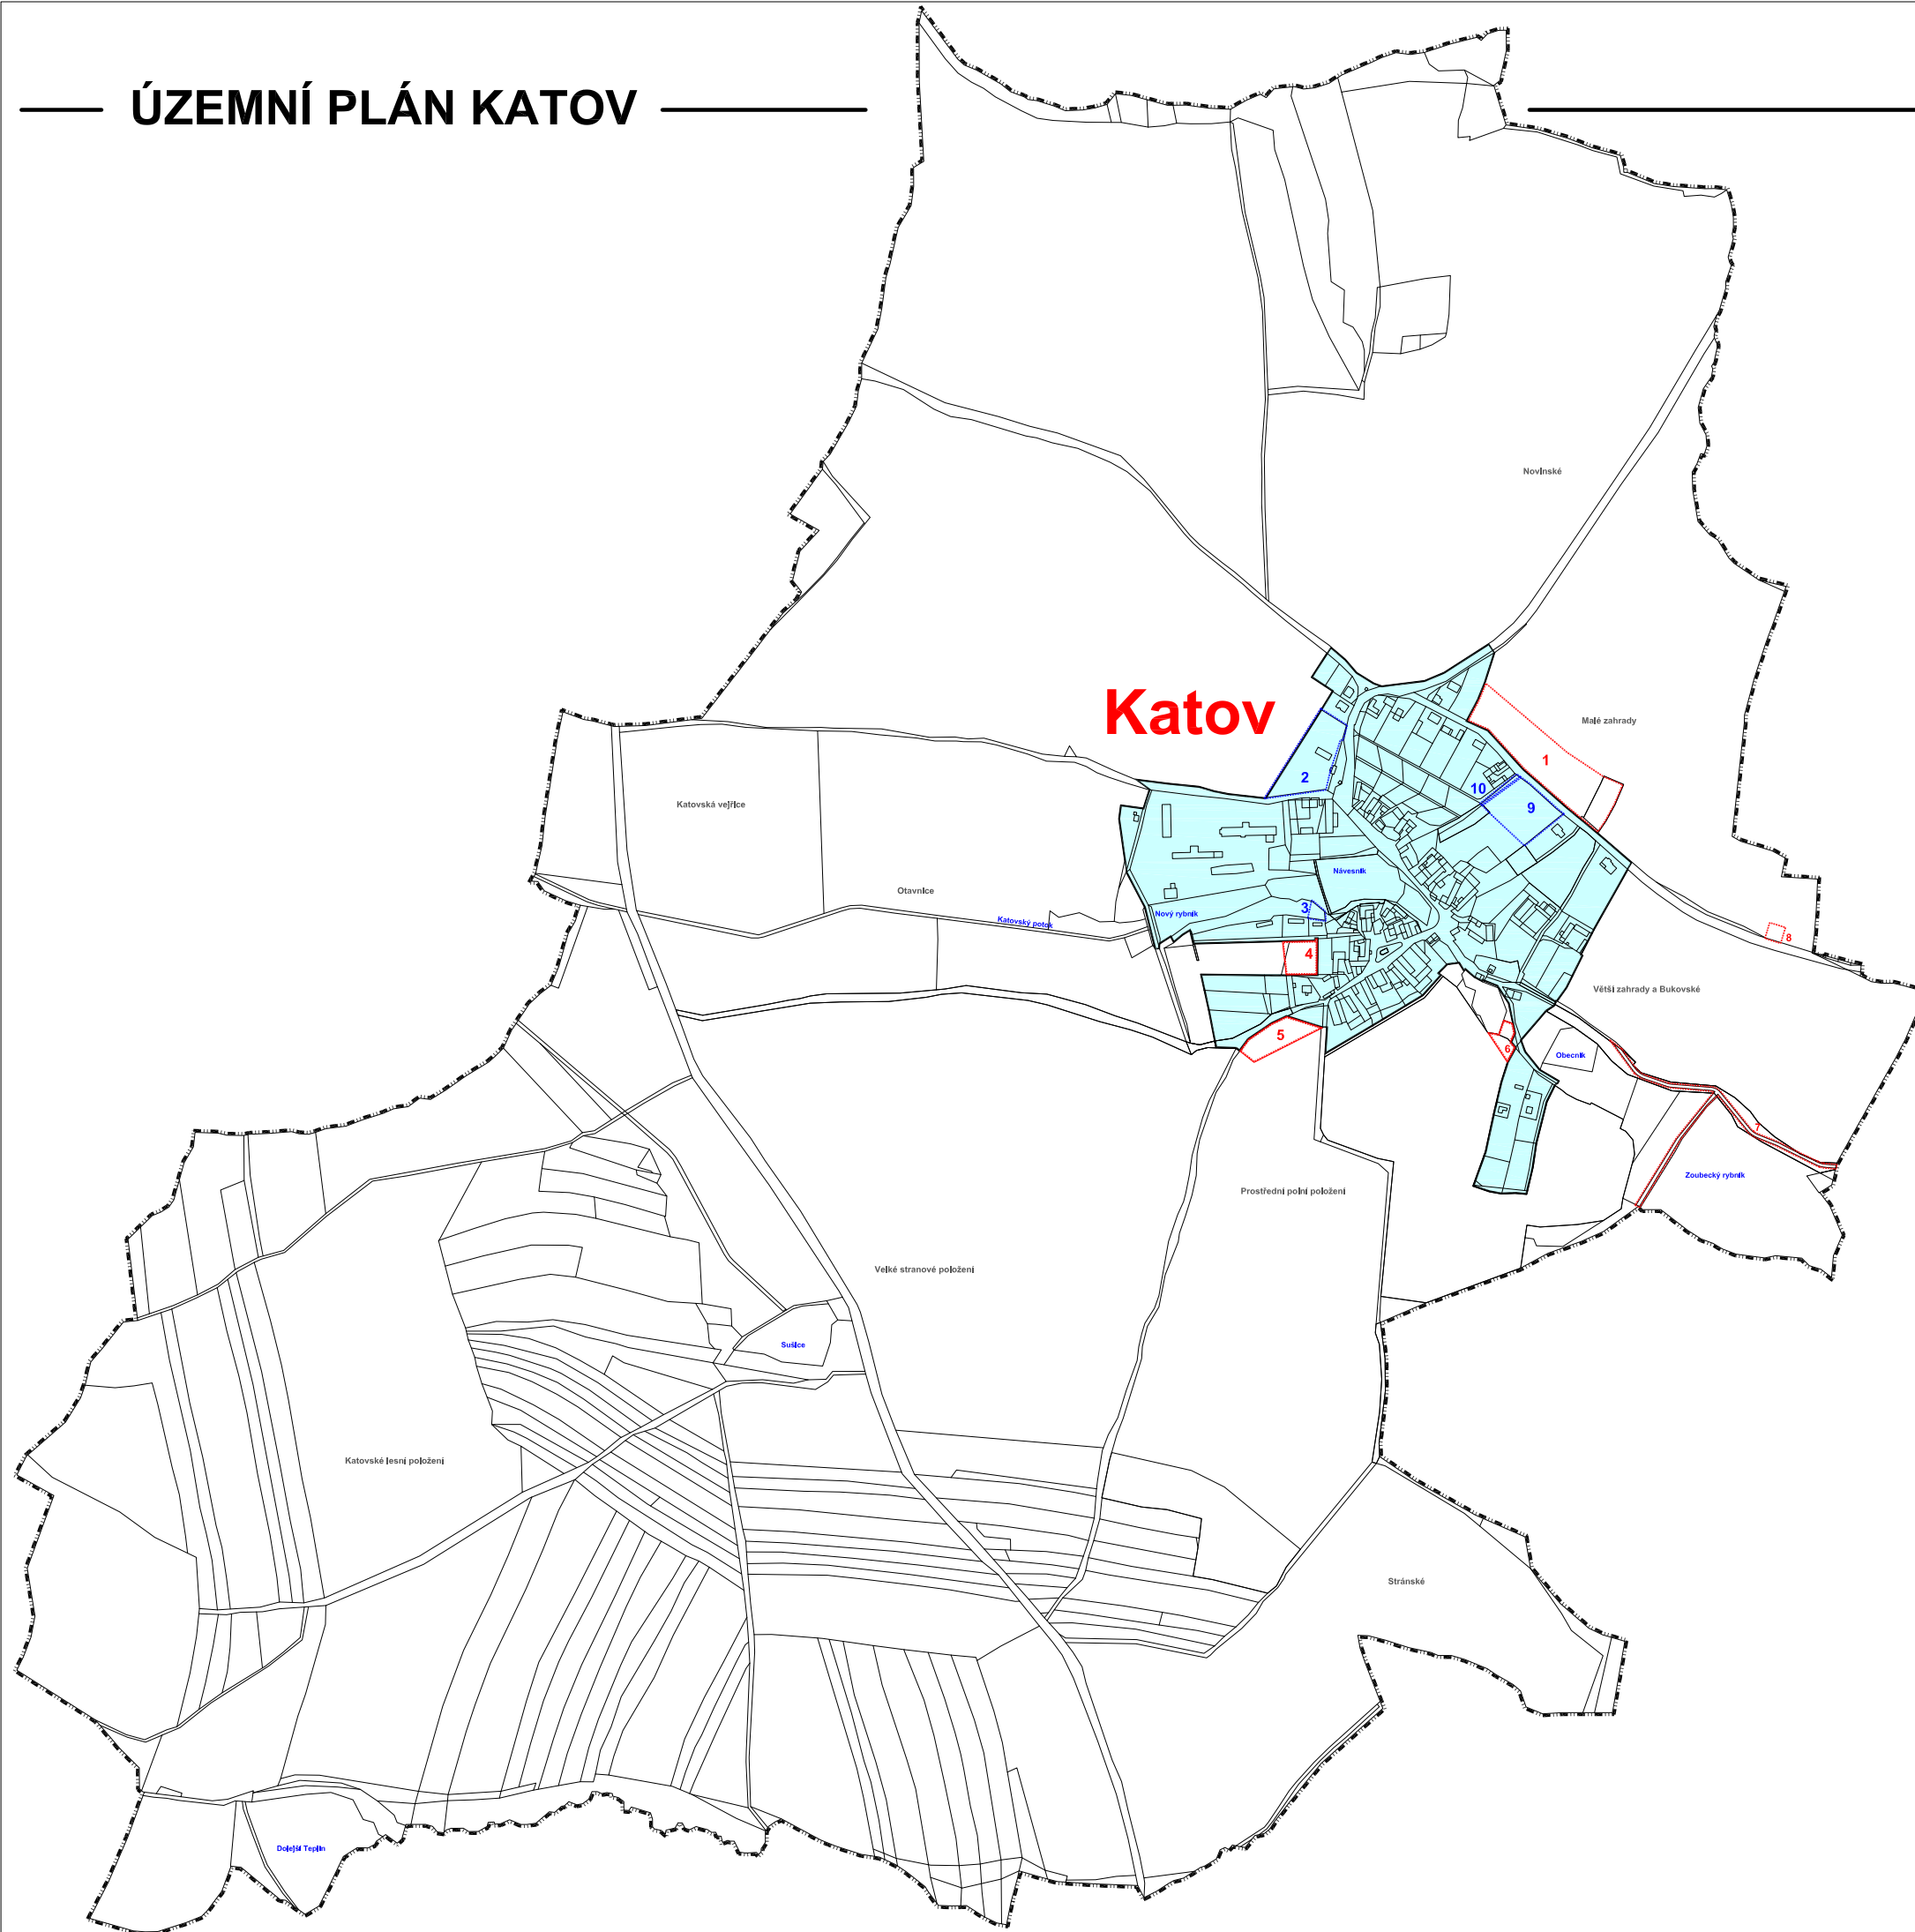 ÚZEMNÍ PLÁN KATOV
Novinské
Katov
Malé zahrady
1
2
10
9
Katovská vejřice
Návesník
Otavnice
3
Nový rybník
Katovský potok
8
4
Větší zahrady a Bukovské
5
6
Obecník
7
Zoubecký rybník
Prostřední polní položení
Velké stranové položení
Sušice
Katovské lesní položení
Stránské
Dolejší Teplín